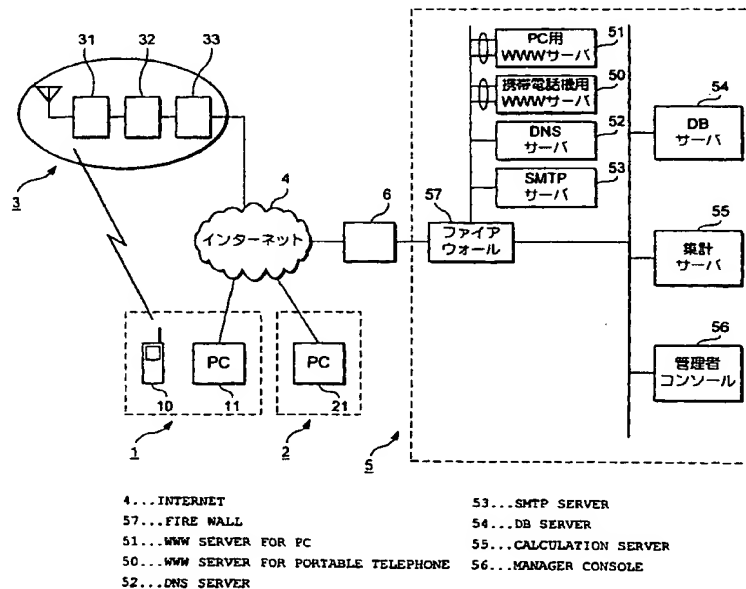 31
32
33
3
4
インターネット
6
57
ファイア
ウォール
PC用
WWWサーバ
51
携帯電話機用
WWWサーバ
50
DNS
サーバ
52
SMTP
サーバ
53
54
DB
サーバ
55
集計
サーバ
56
管理者
コンソール
10
PC
11
1
PC
21
2
5
4...INTERNET
57...FIRE WALL
51...WWW SERVER FOR PC
50...WWW SERVER FOR PORTABLE TELEPHONE
52...DNS SERVER
53...SMTP SERVER
54...DB SERVER
55...CALCULATION SERVER
56...MANAGER CONSOLE